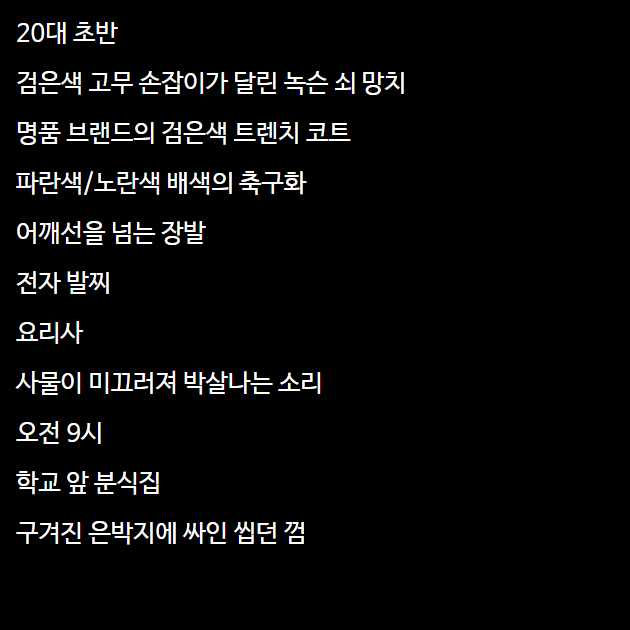 20대 초반
검은색 고무 손잡이가 달린 녹슨 쇠 망치
명품 브랜드의 검은색 트렌치 코트
파란색/노란색 배색의 축구화
어깨선을 넘는 장발
전자 발찌
요리사
사물이 미끄러져 박살나는 소리
오전 9시
학교 앞 분식집
구겨진 은박지에 싸인 씹던 껌